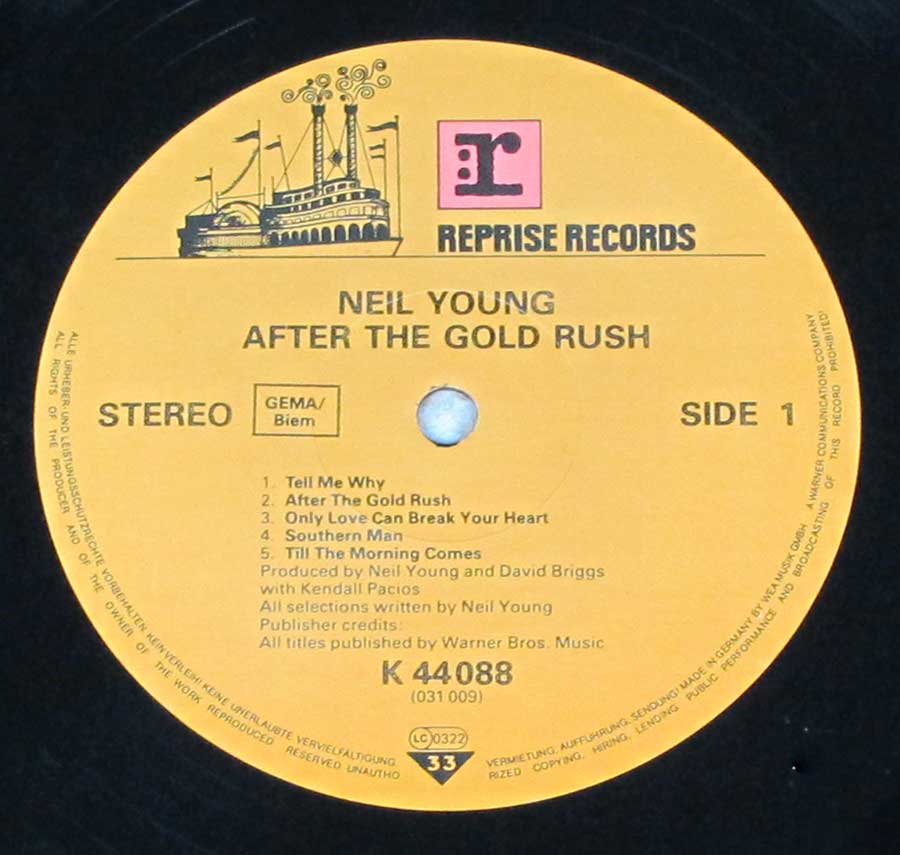 r
REPRISE RECORDS
NEIL YOUNG
AFTER THE GOLD RUSH
STEREO
GEMA/
Biem
SIDE 1
1. Tell Me Why
2. After The Gold Rush
3. Only Love Can Break Your Heart
4. Southern Man
5. Till The Morning Comes
Produced by Neil Young and David Briggs
with Kendall Pacios
All selections written by Neil Young
Publisher credits:
All titles published by Warner Bros. Music
K 44 088
(031 009)
LC 0322
33
ALLE URHEBER- UND LEISTUNGSSCHUTZRECHTE VORBEHALTEN KEIN VERLEIH! KEINE UNERLAUBTE VERVIELFÄLTIGUNG, VERMIETUNG, AUFFÜHRUNG, SENDUNG! MADE IN GERMANY BY WEA MUSIK GMBH A WARNER COMMUNICATIONS COMPANY
ALL RIGHTS OF THE PRODUCER AND OF THE OWNER OF THE WORK REPRODUCED RESERVED UNAUTHORIZED COPYING, HIRING, LENDING PUBLIC PERFORMANCE AND BROADCASTING OF THIS RECORD PROHIBITED!